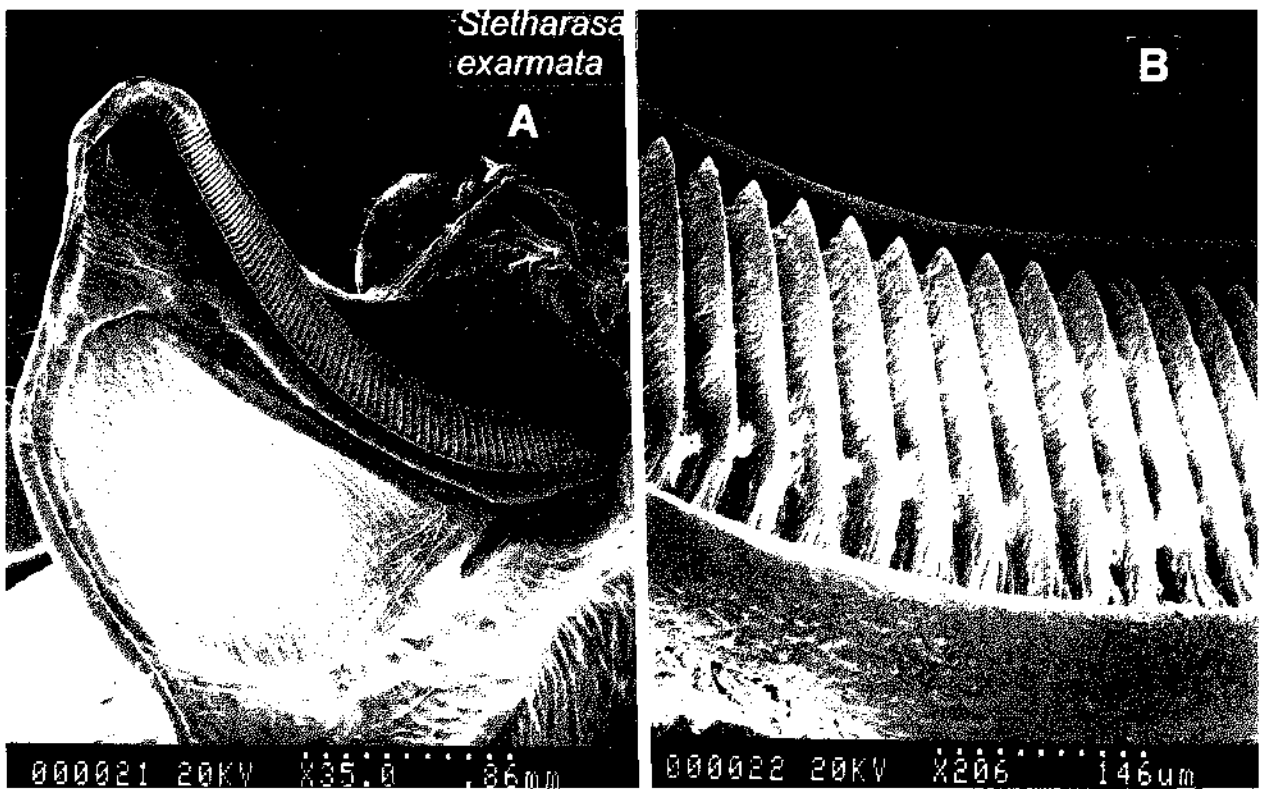 Stetharasa
exarmata
A
B
000021 20KV X35.0 .86mm
000022 20KV X206 146um